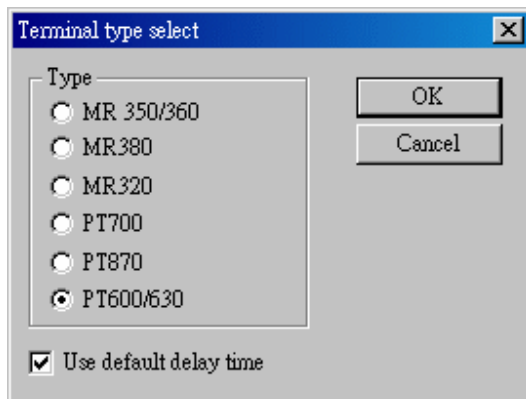 Terminal type select
Type
MR 350/360
MR380
MR320
PT700
PT870
PT600/630
OK
Cancel
Use default delay time